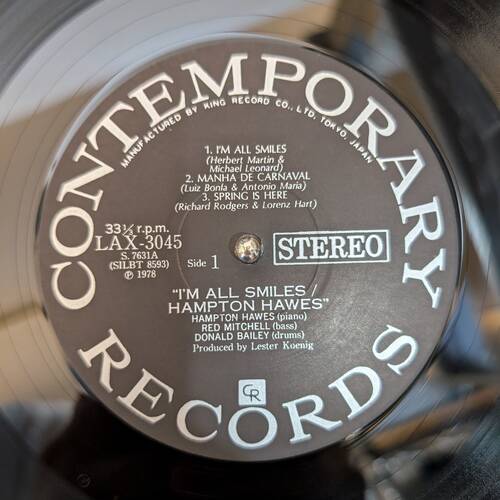 CONTEMPORARY
MANUFACTURED BY KING RECORD CO., LTD. TOKYO, JAPAN
1. I'M ALL SMILES
(Herbert Martin &
Michael Leonard)
2. MANHA DE CARNAVAL
(Luiz Bonla & Antonio Maria)
3. SPRING IS HERE
(Richard Rodgers & Lorenz Hart)
33⅓ r.p.m.
LAX-3045
S. 7631A
(SILBT 8593)
℗ 1978
Side 1
STEREO
"I'M ALL SMILES /
HAMPTON HAWES"
HAMPTON HAWES (piano)
RED MITCHELL (bass)
DONALD BAILEY (drums)
Produced by Lester Koenig
CR
RECORDS